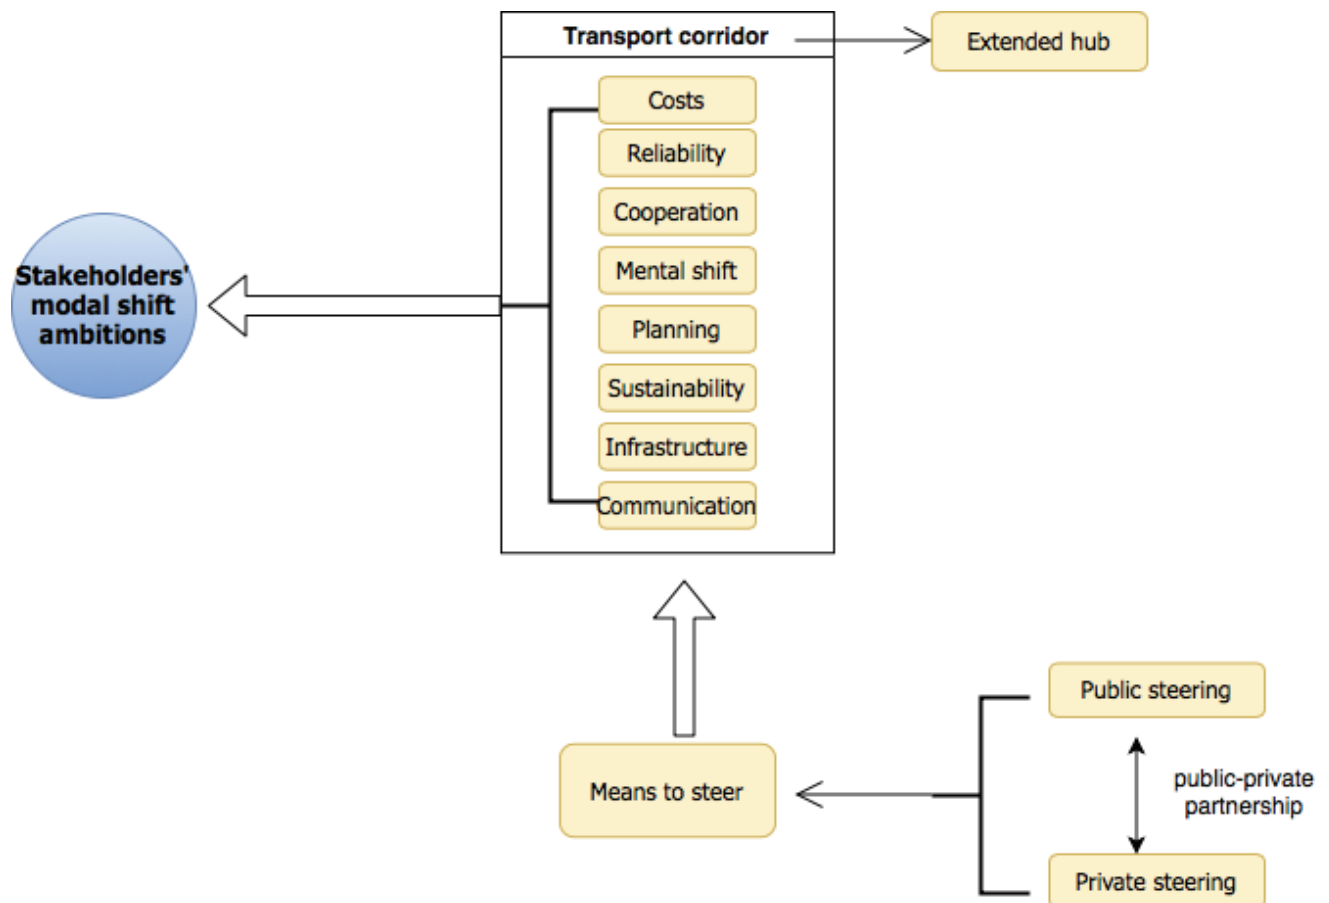 Transport corridor
Extended hub
Costs
Reliability
Cooperation
Mental shift
Planning
Sustainability
Infrastructure
Communication
Stakeholders'
modal shift
ambitions
Means to steer
Public steering
public-private
partnership
Private steering